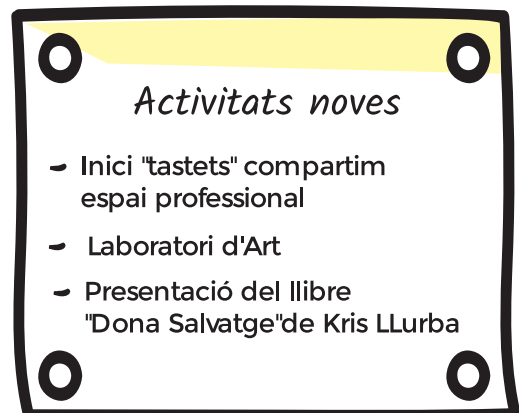 Activitats noves
- Inici "tastets" compartim
espai professional
- Laboratori d'Art
- Presentació del llibre
"Dona Salvatge"de Kris LLurba